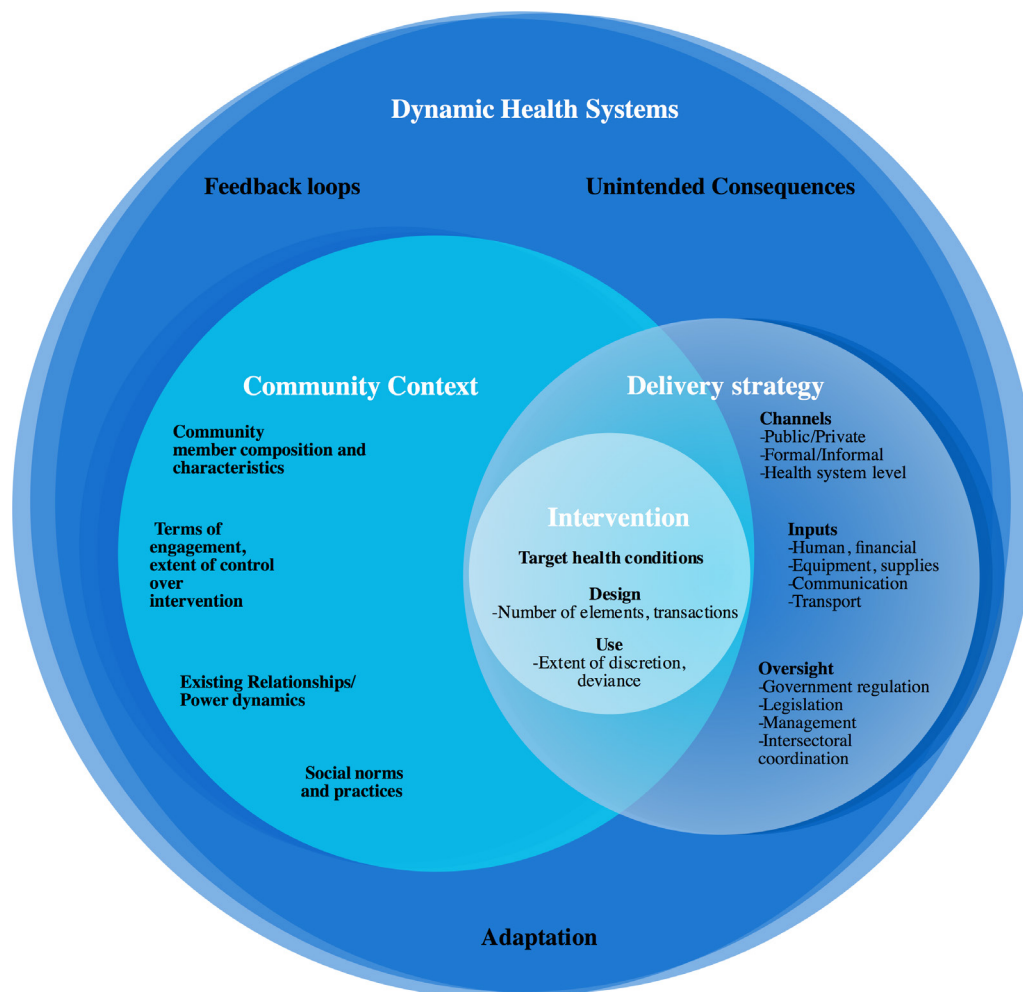 Dynamic Health Systems
Feedback loops
Unintended Consequences
Community Context
Community
member composition and
characteristics
Terms of
engagement,
extent of control
over
intervention
Existing Relationships/
Power dynamics
Social norms
and practices
Intervention
Target health conditions
Design
-Number of elements, transactions
Use
-Extent of discretion,
deviance
Delivery strategy
Channels
-Public/Private
-Formal/Informal
-Health system level
Inputs
-Human, financial
-Equipment, supplies
-Communication
-Transport
Oversight
-Government regulation
-Legislation
-Management
-Intersectoral
coordination
Adaptation